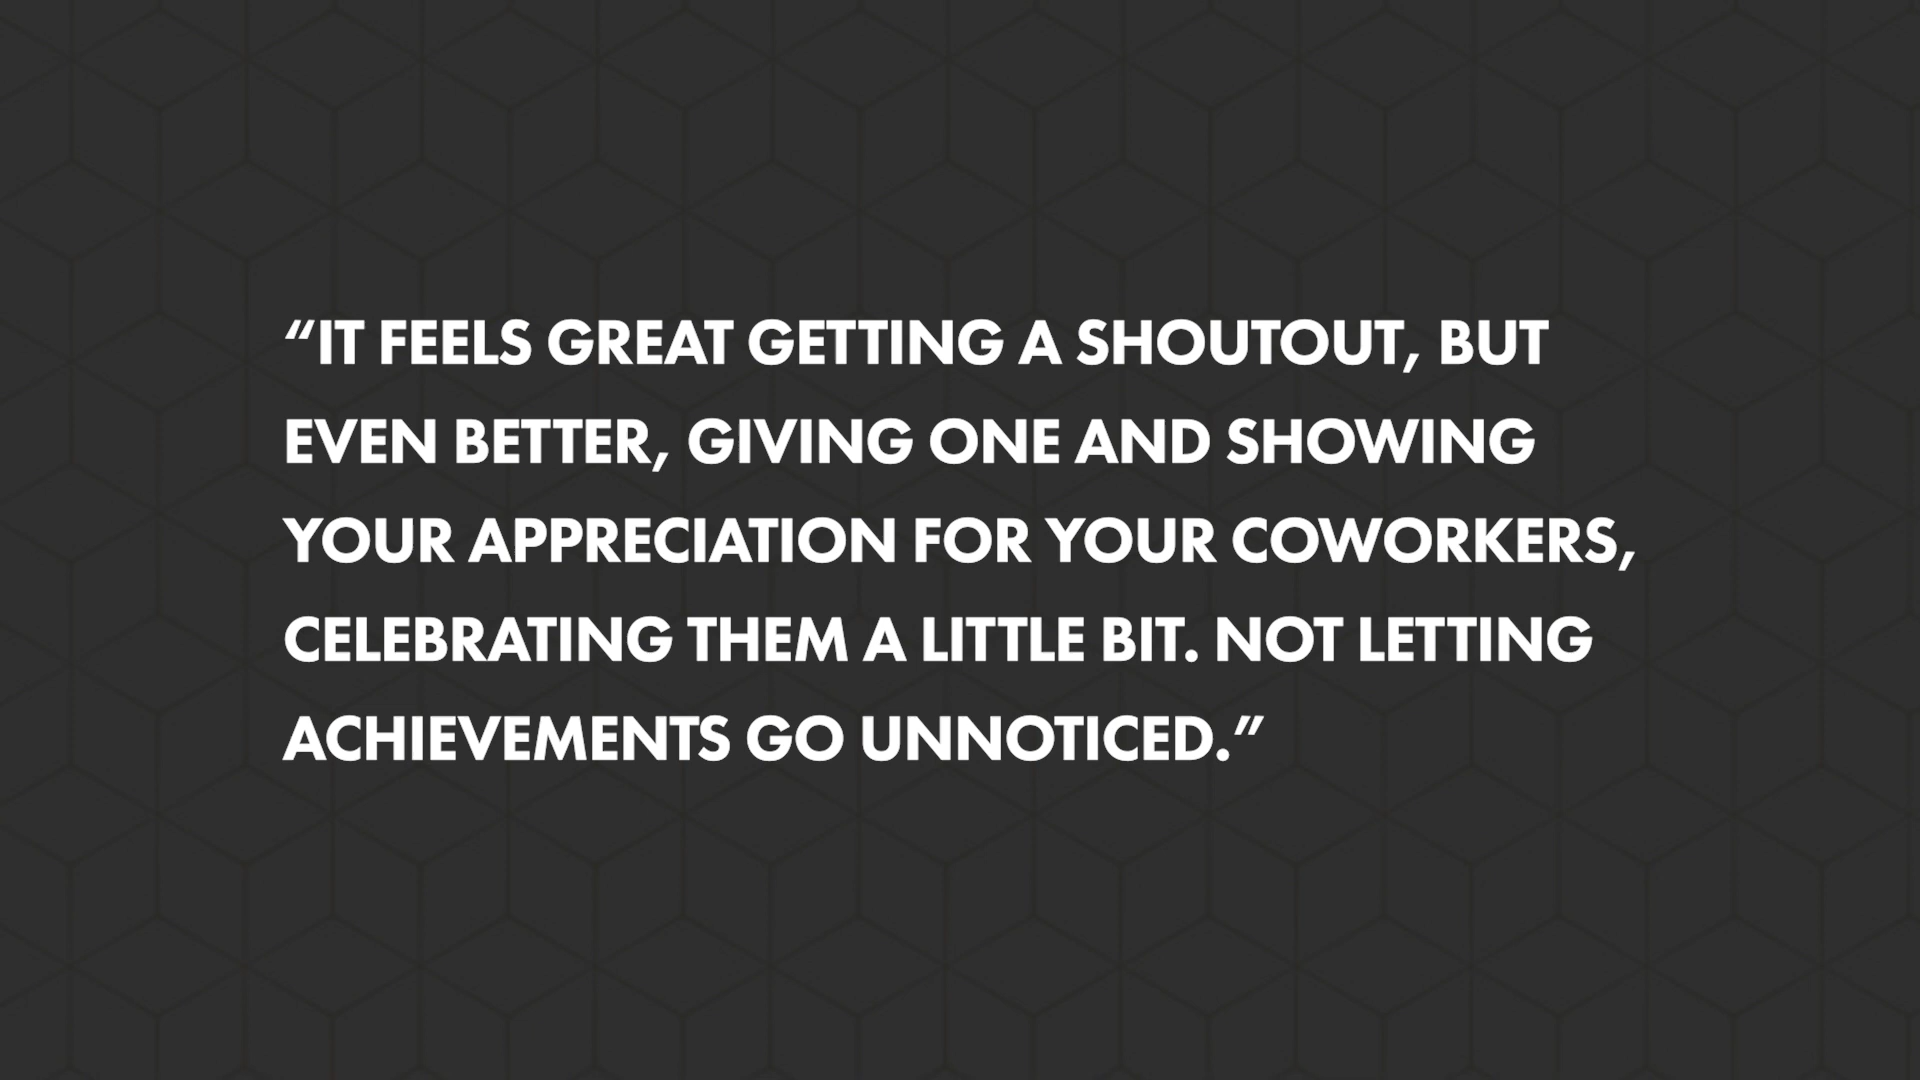 “IT FEELS GREAT GETTING A SHOUTOUT, BUT
EVEN BETTER, GIVING ONE AND SHOWING
YOUR APPRECIATION FOR YOUR COWORKERS,
CELEBRATING THEM A LITTLE BIT. NOT LETTING
ACHIEVEMENTS GO UNNOTICED.”